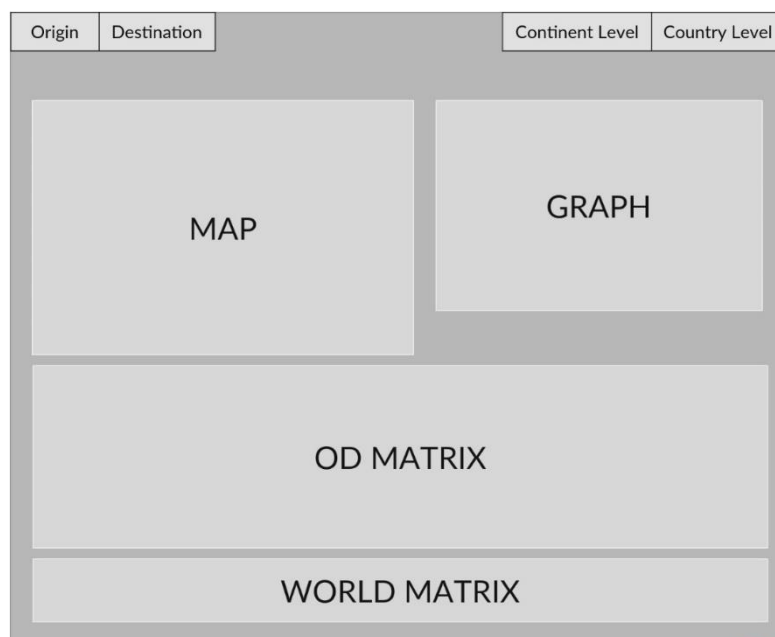 Origin
Destination
Continent Level
Country Level
MAP
GRAPH
OD MATRIX
WORLD MATRIX